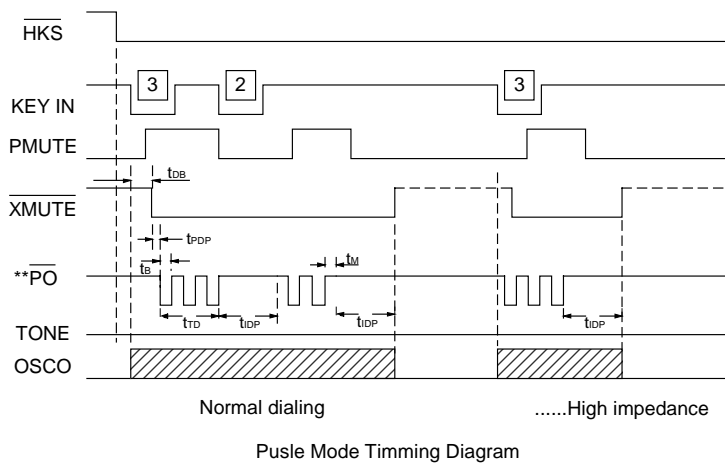 HKS
3 2 3
KEY IN
PMUTE
tDB
XMUTE
tPDP
tB tM
**PO
tTD tIDP tIDP tIDP
TONE
OSCO
Normal dialing ......High impedance
Pusle Mode Timming Diagram